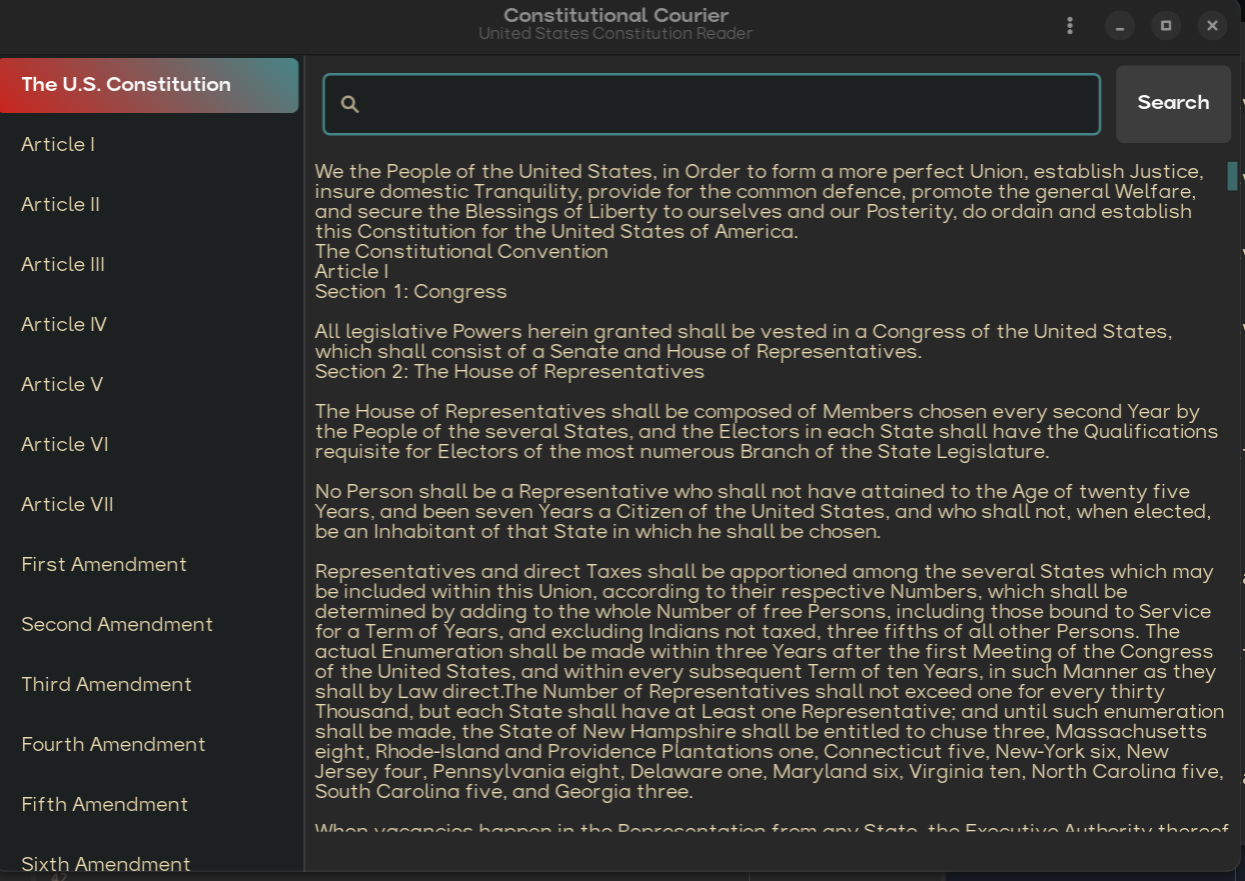 Constitutional Courier
United States Constitution Reader
The U.S. Constitution
Article I
Article II
Article III
Article IV
Article V
Article VI
Article VII
First Amendment
Second Amendment
Third Amendment
Fourth Amendment
Fifth Amendment
Sixth Amendment
Search
We the People of the United States, in Order to form a more perfect Union, establish Justice,
insure domestic Tranquility, provide for the common defence, promote the general Welfare,
and secure the Blessings of Liberty to ourselves and our Posterity, do ordain and establish
this Constitution for the United States of America.
The Constitutional Convention
Article I
Section 1: Congress
All legislative Powers herein granted shall be vested in a Congress of the United States,
which shall consist of a Senate and House of Representatives.
Section 2: The House of Representatives
The House of Representatives shall be composed of Members chosen every second Year by
the People of the several States, and the Electors in each State shall have the Qualifications
requisite for Electors of the most numerous Branch of the State Legislature.
No Person shall be a Representative who shall not have attained to the Age of twenty five
Years, and been seven Years a Citizen of the United States, and who shall not, when elected,
be an Inhabitant of that State in which he shall be chosen.
Representatives and direct Taxes shall be apportioned among the several States which may
be included within this Union, according to their respective Numbers, which shall be
determined by adding to the whole Number of free Persons, including those bound to Service
for a Term of Years, and excluding Indians not taxed, three fifths of all other Persons. The
actual Enumeration shall be made within three Years after the first Meeting of the Congress
of the United States, and within every subsequent Term of ten Years, in such Manner as they
shall by Law direct.The Number of Representatives shall not exceed one for every thirty
Thousand, but each State shall have at Least one Representative; and until such enumeration
shall be made, the State of New Hampshire shall be entitled to chuse three, Massachusetts
eight, Rhode-Island and Providence Plantations one, Connecticut five, New-York six, New
Jersey four, Pennsylvania eight, Delaware one, Maryland six, Virginia ten, North Carolina five,
South Carolina five, and Georgia three.
When vacancies happen in the Representation from any State, the Executive Authority thereof
42